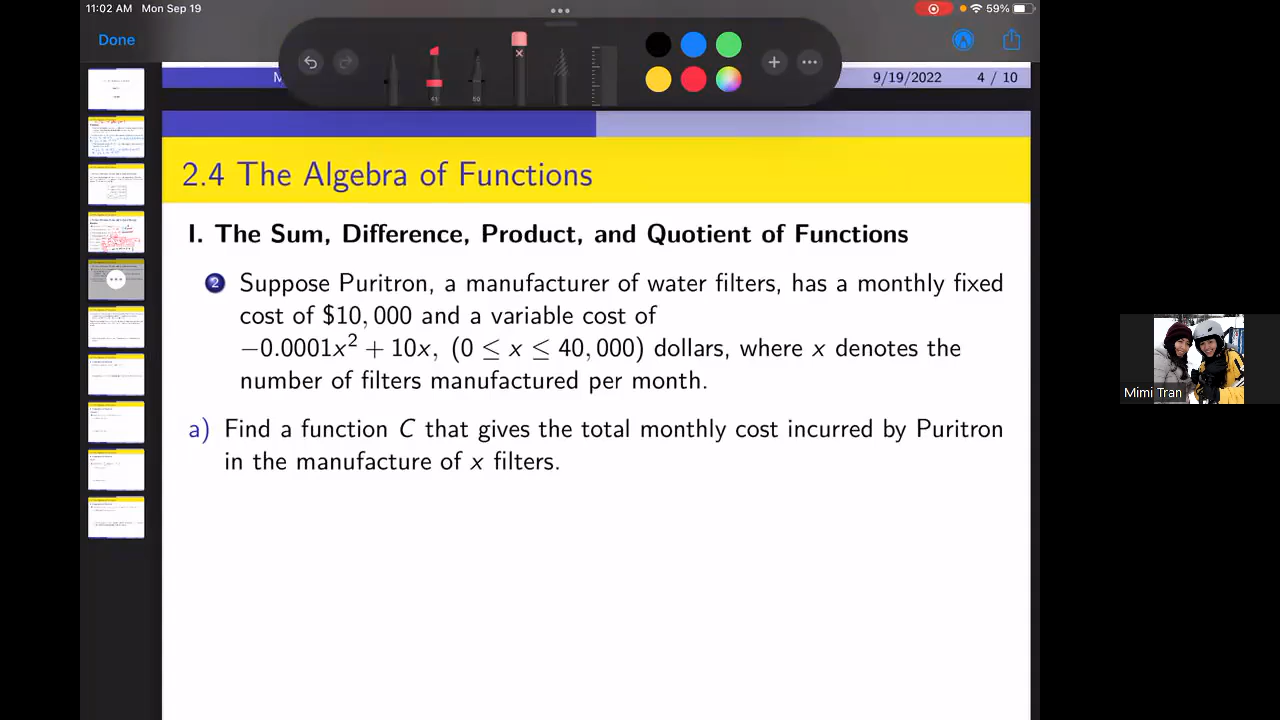 11:02 AM Mon Sep 19
59%
Done
61
50
M
9/19/2022 4 / 10
2.4 The Algebra of Functions
I. The Sum, Difference, Product, and Quotient of Functions
2 Suppose Puritron, a manufacturer of water filters, has a monthly fixed
cost of $10,000 and a variable cost of
−0.0001x² + 10x, (0 ≤ x ≤ 40,000) dollars, where x denotes the
number of filters manufactured per month.
a) Find a function C that gives the total monthly cost incurred by Puritron
in the manufacture of x filters.
Mimi Tran